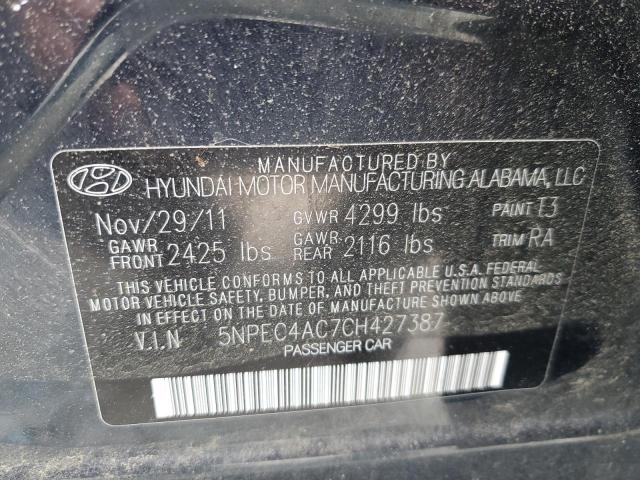 MANUFACTURED BY
HYUNDAI MOTOR MANUFACTURING ALABAMA, LLC
Nov/29/11 GVWR 4299 lbs PAINT T3
GAWR FRONT 2425 lbs GAWR REAR 2116 lbs TRIM RA
THIS VEHICLE CONFORMS TO ALL APPLICABLE U.S.A. FEDERAL
MOTOR VEHICLE SAFETY, BUMPER, AND THEFT PREVENTION STANDARDS
IN EFFECT ON THE DATE OF MANUFACTURE SHOWN ABOVE.
V.I.N 5NPEC4AC7CH427387
PASSENGER CAR